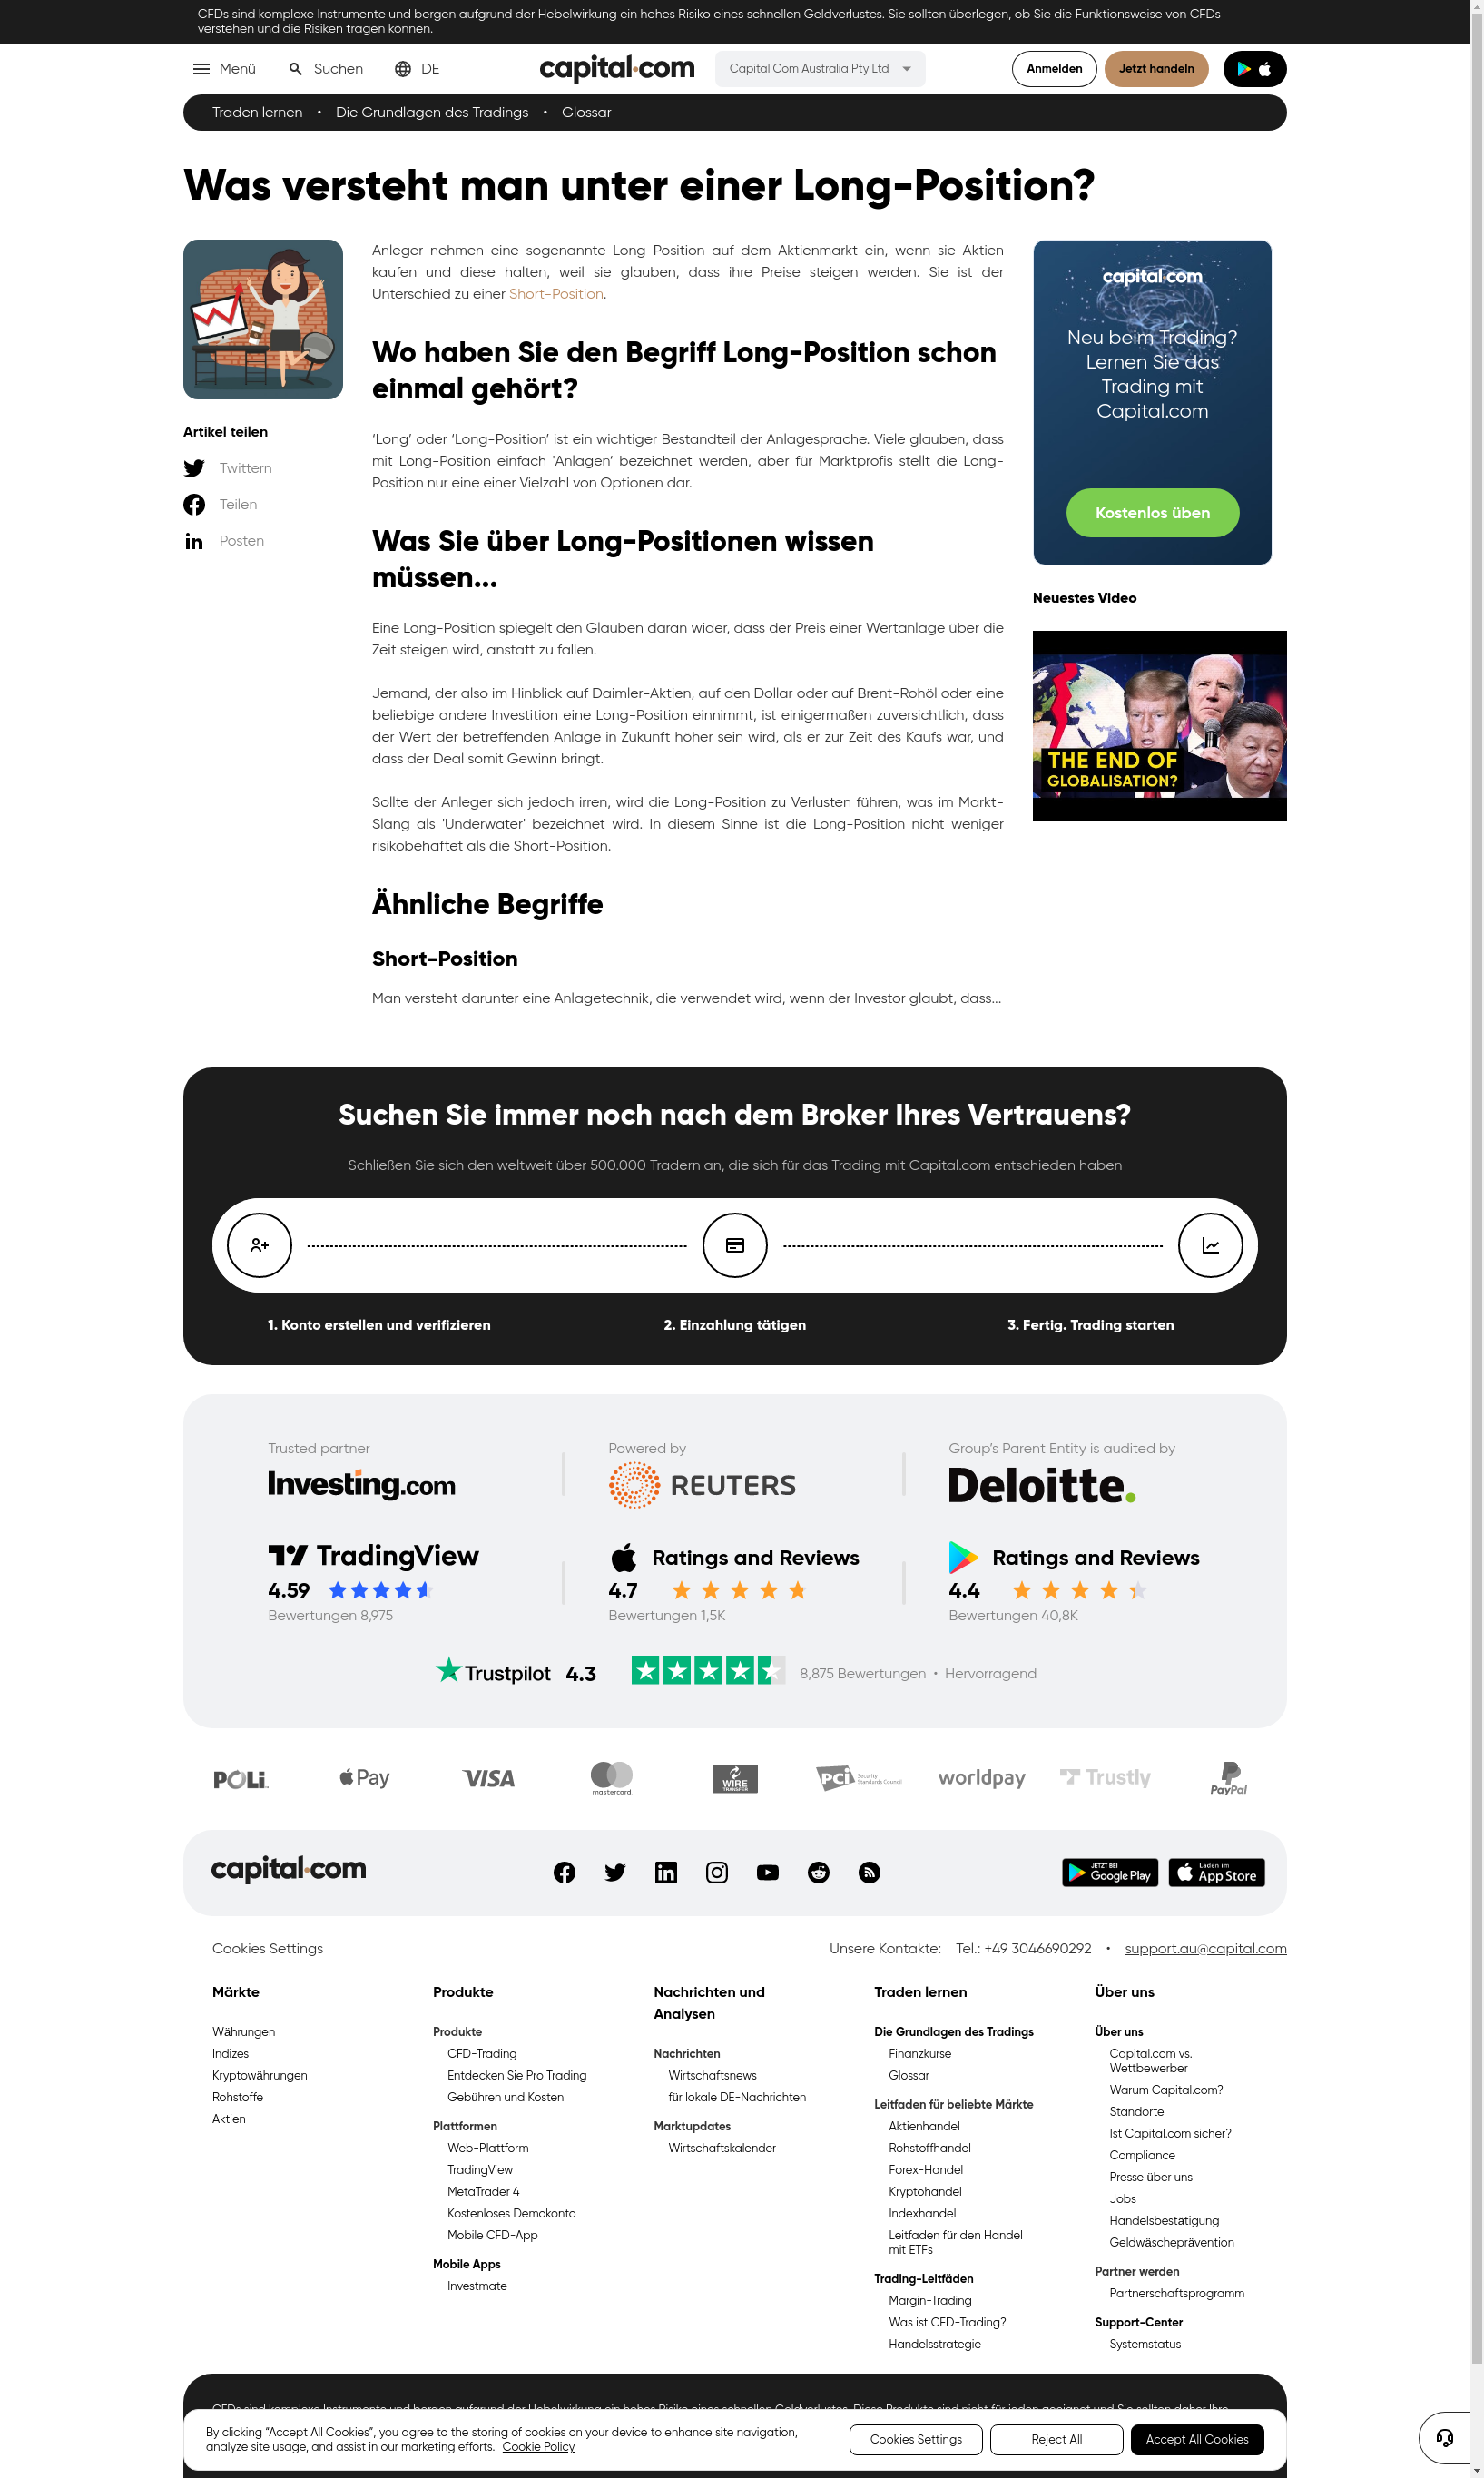 CFDs sind komplexe Instrumente und bergen aufgrund der Hebelwirkung ein hohes Risiko eines schnellen Geldverlustes. Sie sollten überlegen, ob Sie die Funktionsweise von CFDs
verstehen und die Risiken tragen können.
Menü
Suchen
DE
capital.com
Capital Com Australia Pty Ltd
Anmelden
Jetzt handeln
Traden lernen • Die Grundlagen des Tradings • Glossar
Was versteht man unter einer Long-Position?
Artikel teilen
Twittern
Teilen
Posten
Anleger nehmen eine sogenannte Long-Position auf dem Aktienmarkt ein, wenn sie Aktien
kaufen und diese halten, weil sie glauben, dass ihre Preise steigen werden. Sie ist der
Unterschied zu einer Short-Position.
Wo haben Sie den Begriff Long-Position schon
einmal gehört?
‘Long’ oder ‘Long-Position’ ist ein wichtiger Bestandteil der Anlagesprache. Viele glauben, dass
mit Long-Position einfach 'Anlagen‘ bezeichnet werden, aber für Marktprofis stellt die Long-
Position nur eine einer Vielzahl von Optionen dar.
Was Sie über Long-Positionen wissen
müssen...
Eine Long-Position spiegelt den Glauben daran wider, dass der Preis einer Wertanlage über die
Zeit steigen wird, anstatt zu fallen.
Jemand, der also im Hinblick auf Daimler-Aktien, auf den Dollar oder auf Brent-Rohöl oder eine
beliebige andere Investition eine Long-Position einnimmt, ist einigermaßen zuversichtlich, dass
der Wert der betreffenden Anlage in Zukunft höher sein wird, als er zur Zeit des Kaufs war, und
dass der Deal somit Gewinn bringt.
Sollte der Anleger sich jedoch irren, wird die Long-Position zu Verlusten führen, was im Markt-
Slang als 'Underwater' bezeichnet wird. In diesem Sinne ist die Long-Position nicht weniger
risikobehaftet als die Short-Position.
Ähnliche Begriffe
Short-Position
Man versteht darunter eine Anlagetechnik, die verwendet wird, wenn der Investor glaubt, dass...
capital.com
Neu beim Trading?
Lernen Sie das
Trading mit
Capital.com
Kostenlos üben
Neuestes Video
THE END OF
GLOBALISATION?
Suchen Sie immer noch nach dem Broker Ihres Vertrauens?
Schließen Sie sich den weltweit über 500.000 Tradern an, die sich für das Trading mit Capital.com entschieden haben
1. Konto erstellen und verifizieren
2. Einzahlung tätigen
3. Fertig. Trading starten
Trusted partner
Investing.com
Powered by
REUTERS
Group's Parent Entity is audited by
Deloitte.
TradingView
4.59
Bewertungen 8,975
Ratings and Reviews
4.7
Bewertungen 1,5K
Ratings and Reviews
4.4
Bewertungen 40,8K
Trustpilot 4.3 8,875 Bewertungen • Hervorragend
POLi
Pay
VISA
mastercard
WIRE
TRANSFER
PCI Security
Standards Council
worldpay
Trustly
PayPal
capital.com
JETZT BEI
Google Play
Laden im
App Store
Cookies Settings
Unsere Kontakte: Tel.: +49 3046690292 • support.au@capital.com
Märkte
Währungen
Indizes
Kryptowährungen
Rohstoffe
Aktien
Produkte
Produkte
CFD-Trading
Entdecken Sie Pro Trading
Gebühren und Kosten
Plattformen
Web-Plattform
TradingView
MetaTrader 4
Kostenloses Demokonto
Mobile CFD-App
Mobile Apps
Investmate
Nachrichten und
Analysen
Nachrichten
Wirtschaftsnews
für lokale DE-Nachrichten
Marktupdates
Wirtschaftskalender
Traden lernen
Die Grundlagen des Tradings
Finanzkurse
Glossar
Leitfaden für beliebte Märkte
Aktienhandel
Rohstoffhandel
Forex-Handel
Kryptohandel
Indexhandel
Leitfaden für den Handel
mit ETFs
Trading-Leitfäden
Margin-Trading
Was ist CFD-Trading?
Handelsstrategie
Über uns
Über uns
Capital.com vs.
Wettbewerber
Warum Capital.com?
Standorte
Ist Capital.com sicher?
Compliance
Presse über uns
Jobs
Handelsbestätigung
Geldwäscheprävention
Partner werden
Partnerschaftsprogramm
Support-Center
Systemstatus
CFDs sind komplexe Instrumente und bergen aufgrund der Hebelwirkung ein hohes Risiko eines schnellen Geldverlustes. Diese Produkte sind nicht für jeden geeignet und Sie sollten daher Ihre
By clicking “Accept All Cookies”, you agree to the storing of cookies on your device to enhance site navigation,
analyze site usage, and assist in our marketing efforts. Cookie Policy
Cookies Settings
Reject All
Accept All Cookies